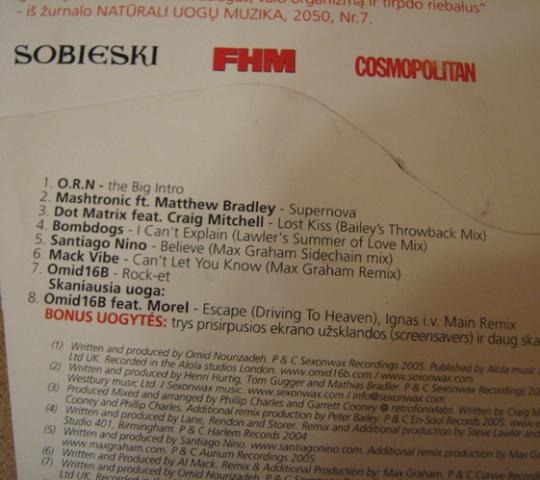 valo organizmą ir tirpdo riebalus”
- iš žurnalo NATŪRALI UOGŲ MUZIKA, 2050, Nr.7.
SOBIESKI FHM COSMOPOLITAN
1. O.R.N - the Big Intro
2. Mashtronic ft. Matthew Bradley - Supernova
3. Dot Matrix feat. Craig Mitchell - Lost Kiss (Bailey's Throwback Mix)
4. Bombdogs - I Can't Explain (Lawler's Summer of Love Mix)
5. Santiago Nino - Believe (Max Graham Sidechain mix)
6. Mack Vibe - Can't Let You Know (Max Graham Remix)
7. Omid16B - Rock-et
Skaniausia uoga:
8. Omid16B feat. Morel - Escape (Driving To Heaven), Ignas i.v. Main Remix
BONUS UOGYTĖS: trys prisirpusios ekrano užsklandos (screensavers) ir daug ska
(1) Written and produced by Omid Nourizadeh. P & C Sexonwax Recordings 2005. Published by Alola music
Ltd UK. Recorded in the Alola studios London. www.omid16b.com / www.sexonwax.com
(2) Written and produced by Henri Hurtig, Tom Gugger and Mathias Bradler. P & C Sexonwax Recordings 200
Westbury music Ltd. / Sexonwax music. www.sexonwax.com / info@sexonwax.com
(3) Produced Mixed and arranged by Phillip Charles and Garrett Cooney @ retrofonixlabs. Written by Craig M
Cooney and Phillip Charles. Additional remix production by Peter Bailey. P & C En-Soul Records 2005. www.e
(4) Written and produced by Lane, Rendon and Storer. Remix and Additional production by Steve Lawler and
Studio 401, Birmingham. P & C Harlem Records 2004
(5) Written and produced by Santiago Nino. www.santiagonino.com. Additional remix production by Max Gr
www.maxgraham.com. P & C Aurium Recordings 2005
(6) Written and Produced by Al Mack. Remix & Additional Production by: Max Graham. P & C Curve Record
(7) Written and produced by Omid Nourizadeh. P & C
Ltd UK. Recorded in the